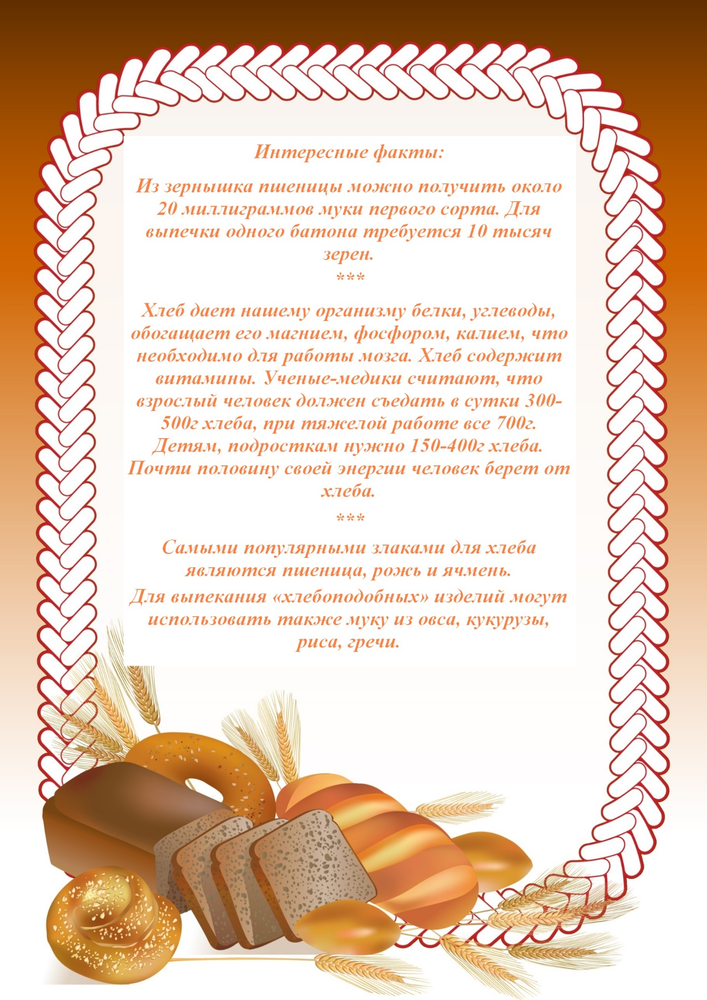 Интересные факты:
Из зернышка пшеницы можно получить около
20 миллиграммов муки первого сорта. Для
выпечки одного батона требуется 10 тысяч
зерен.
***
Хлеб дает нашему организму белки, углеводы,
обогащает его магнием, фосфором, калием, что
необходимо для работы мозга. Хлеб содержит
витамины. Ученые-медики считают, что
взрослый человек должен съедать в сутки 300-
500г хлеба, при тяжелой работе все 700г.
Детям, подросткам нужно 150-400г хлеба.
Почти половину своей энергии человек берет от
хлеба.
***
Самыми популярными злаками для хлеба
являются пшеница, рожь и ячмень.
Для выпекания «хлебоподобных» изделий могут
использовать также муку из овса, кукурузы,
риса, гречи.